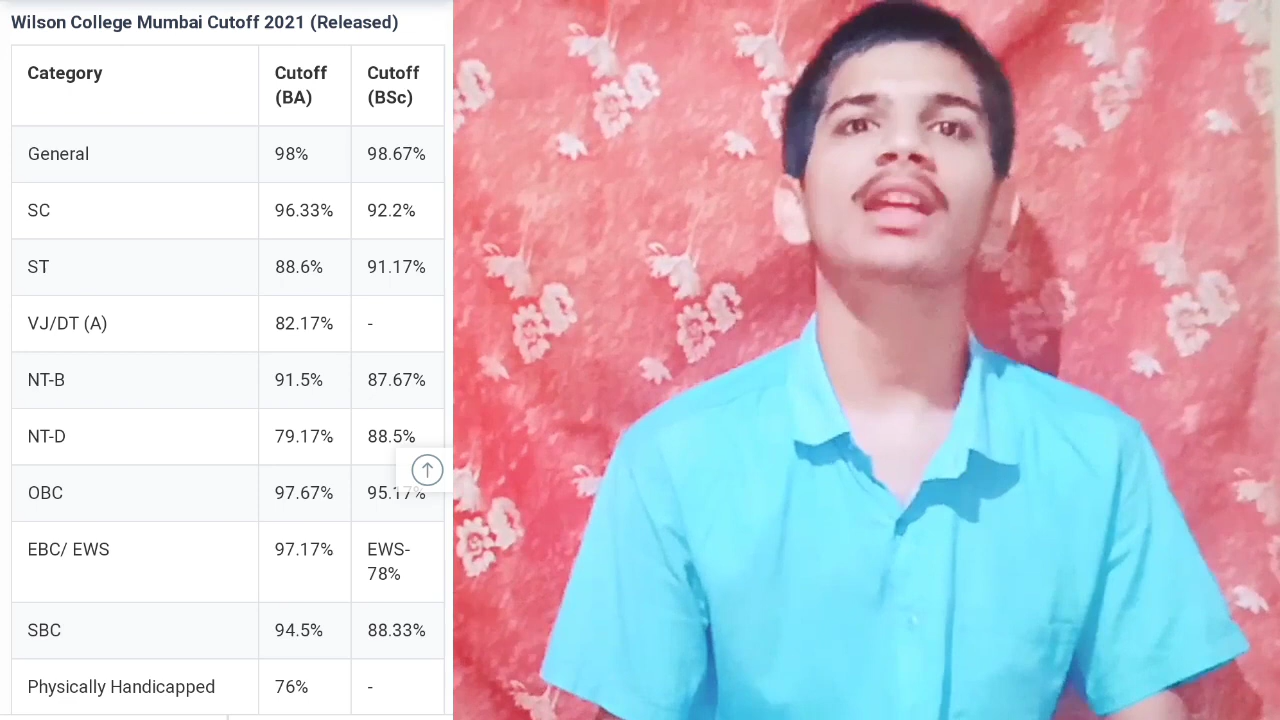 Wilson College Mumbai Cutoff 2021 (Released)
Category Cutoff (BA) Cutoff (BSc)
General 98% 98.67%
SC 96.33% 92.2%
ST 88.6% 91.17%
VJ/DT (A) 82.17% -
NT-B 91.5% 87.67%
NT-D 79.17% 88.5%
OBC 97.67% 95.17%
EBC/ EWS 97.17% EWS- 78%
SBC 94.5% 88.33%
Physically Handicapped 76% -